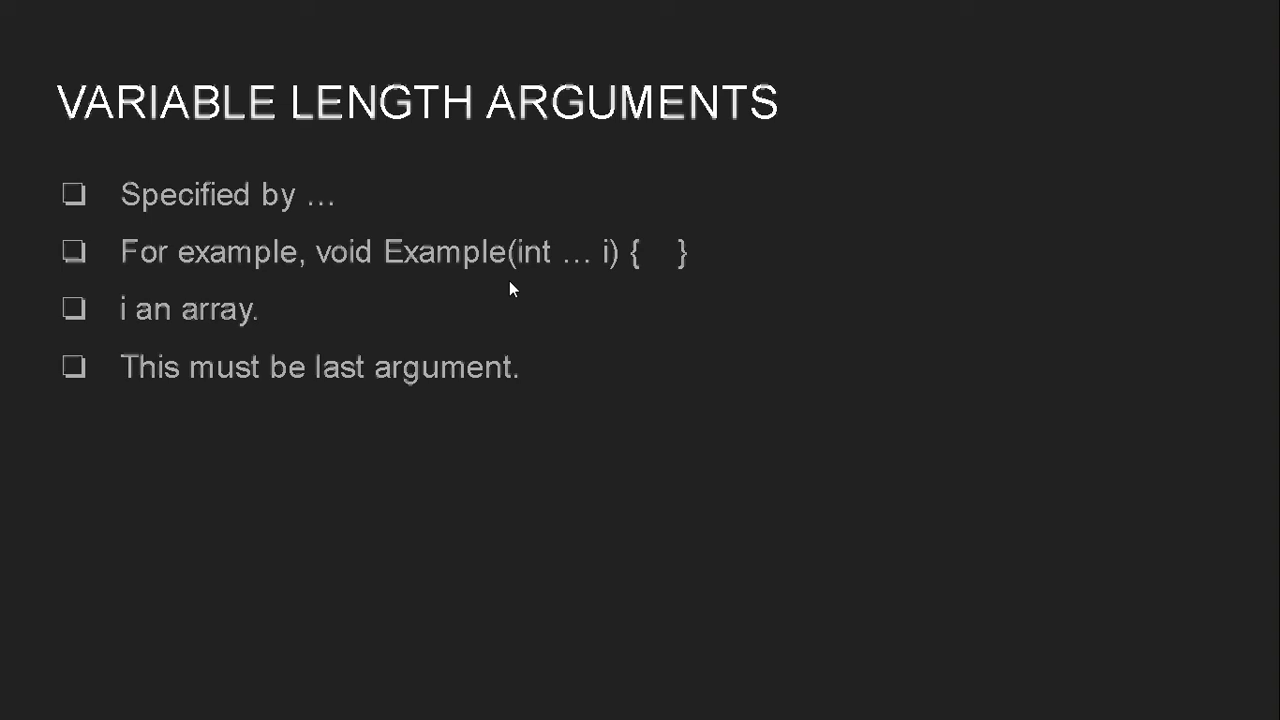 VARIABLE LENGTH ARGUMENTS
❏ Specified by …
❏ For example, void Example(int … i) { }
❏ i an array.
❏ This must be last argument.